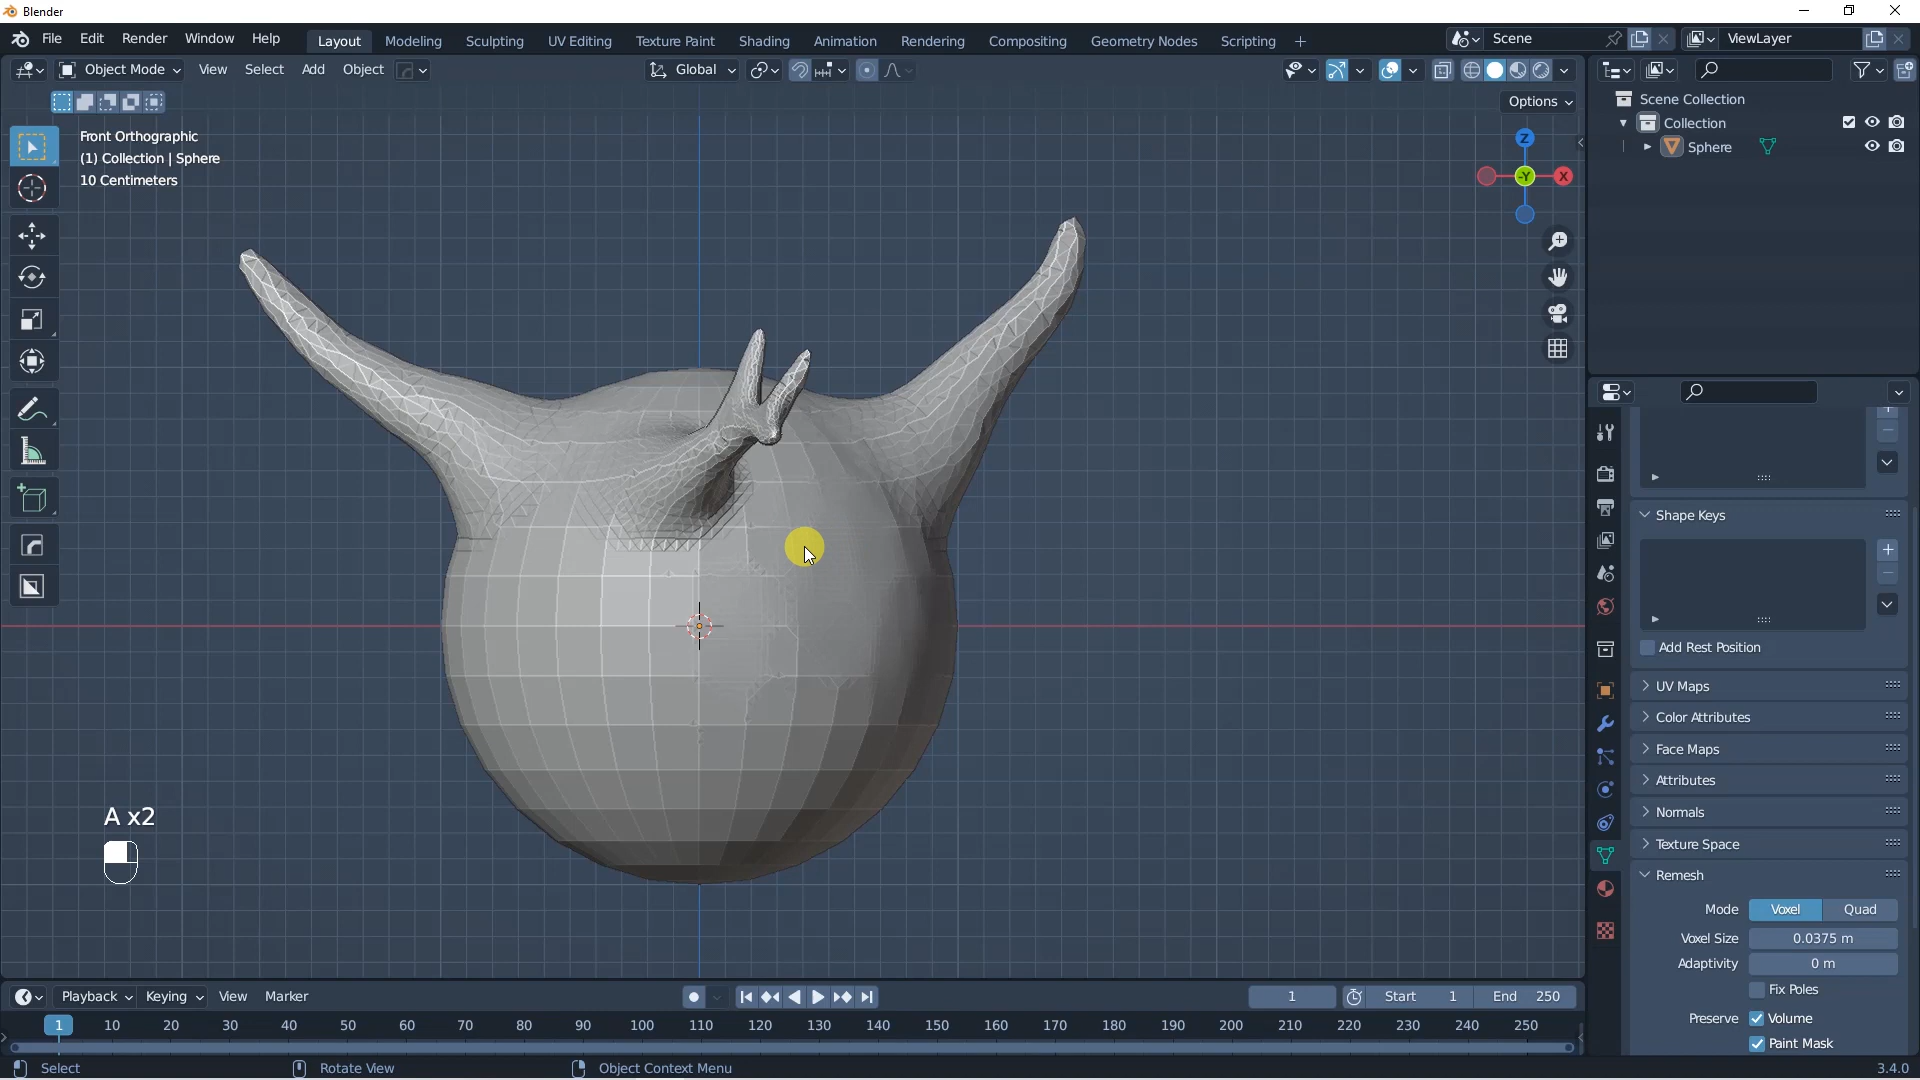 Blender
File Edit Render Window Help Layout Modeling Sculpting UV Editing Texture Paint Shading Animation Rendering Compositing Geometry Nodes Scripting + Scene ViewLayer
Object Mode View Select Add Object Global
Options
Front Orthographic
(1) Collection | Sphere
10 Centimeters
Z
-Y
X
A x2
Scene Collection
Collection
Sphere
Shape Keys
Add Rest Position
UV Maps
Color Attributes
Face Maps
Attributes
Normals
Texture Space
Remesh
Mode Voxel Quad
Voxel Size 0.0375 m
Adaptivity 0 m
Fix Poles
Preserve Volume
Paint Mask
Playback Keying View Marker 1 Start 1 End 250
1 10 20 30 40 50 60 70 80 90 100 110 120 130 140 150 160 170 180 190 200 210 220 230 240 250
Select Rotate View Object Context Menu 3.4.0